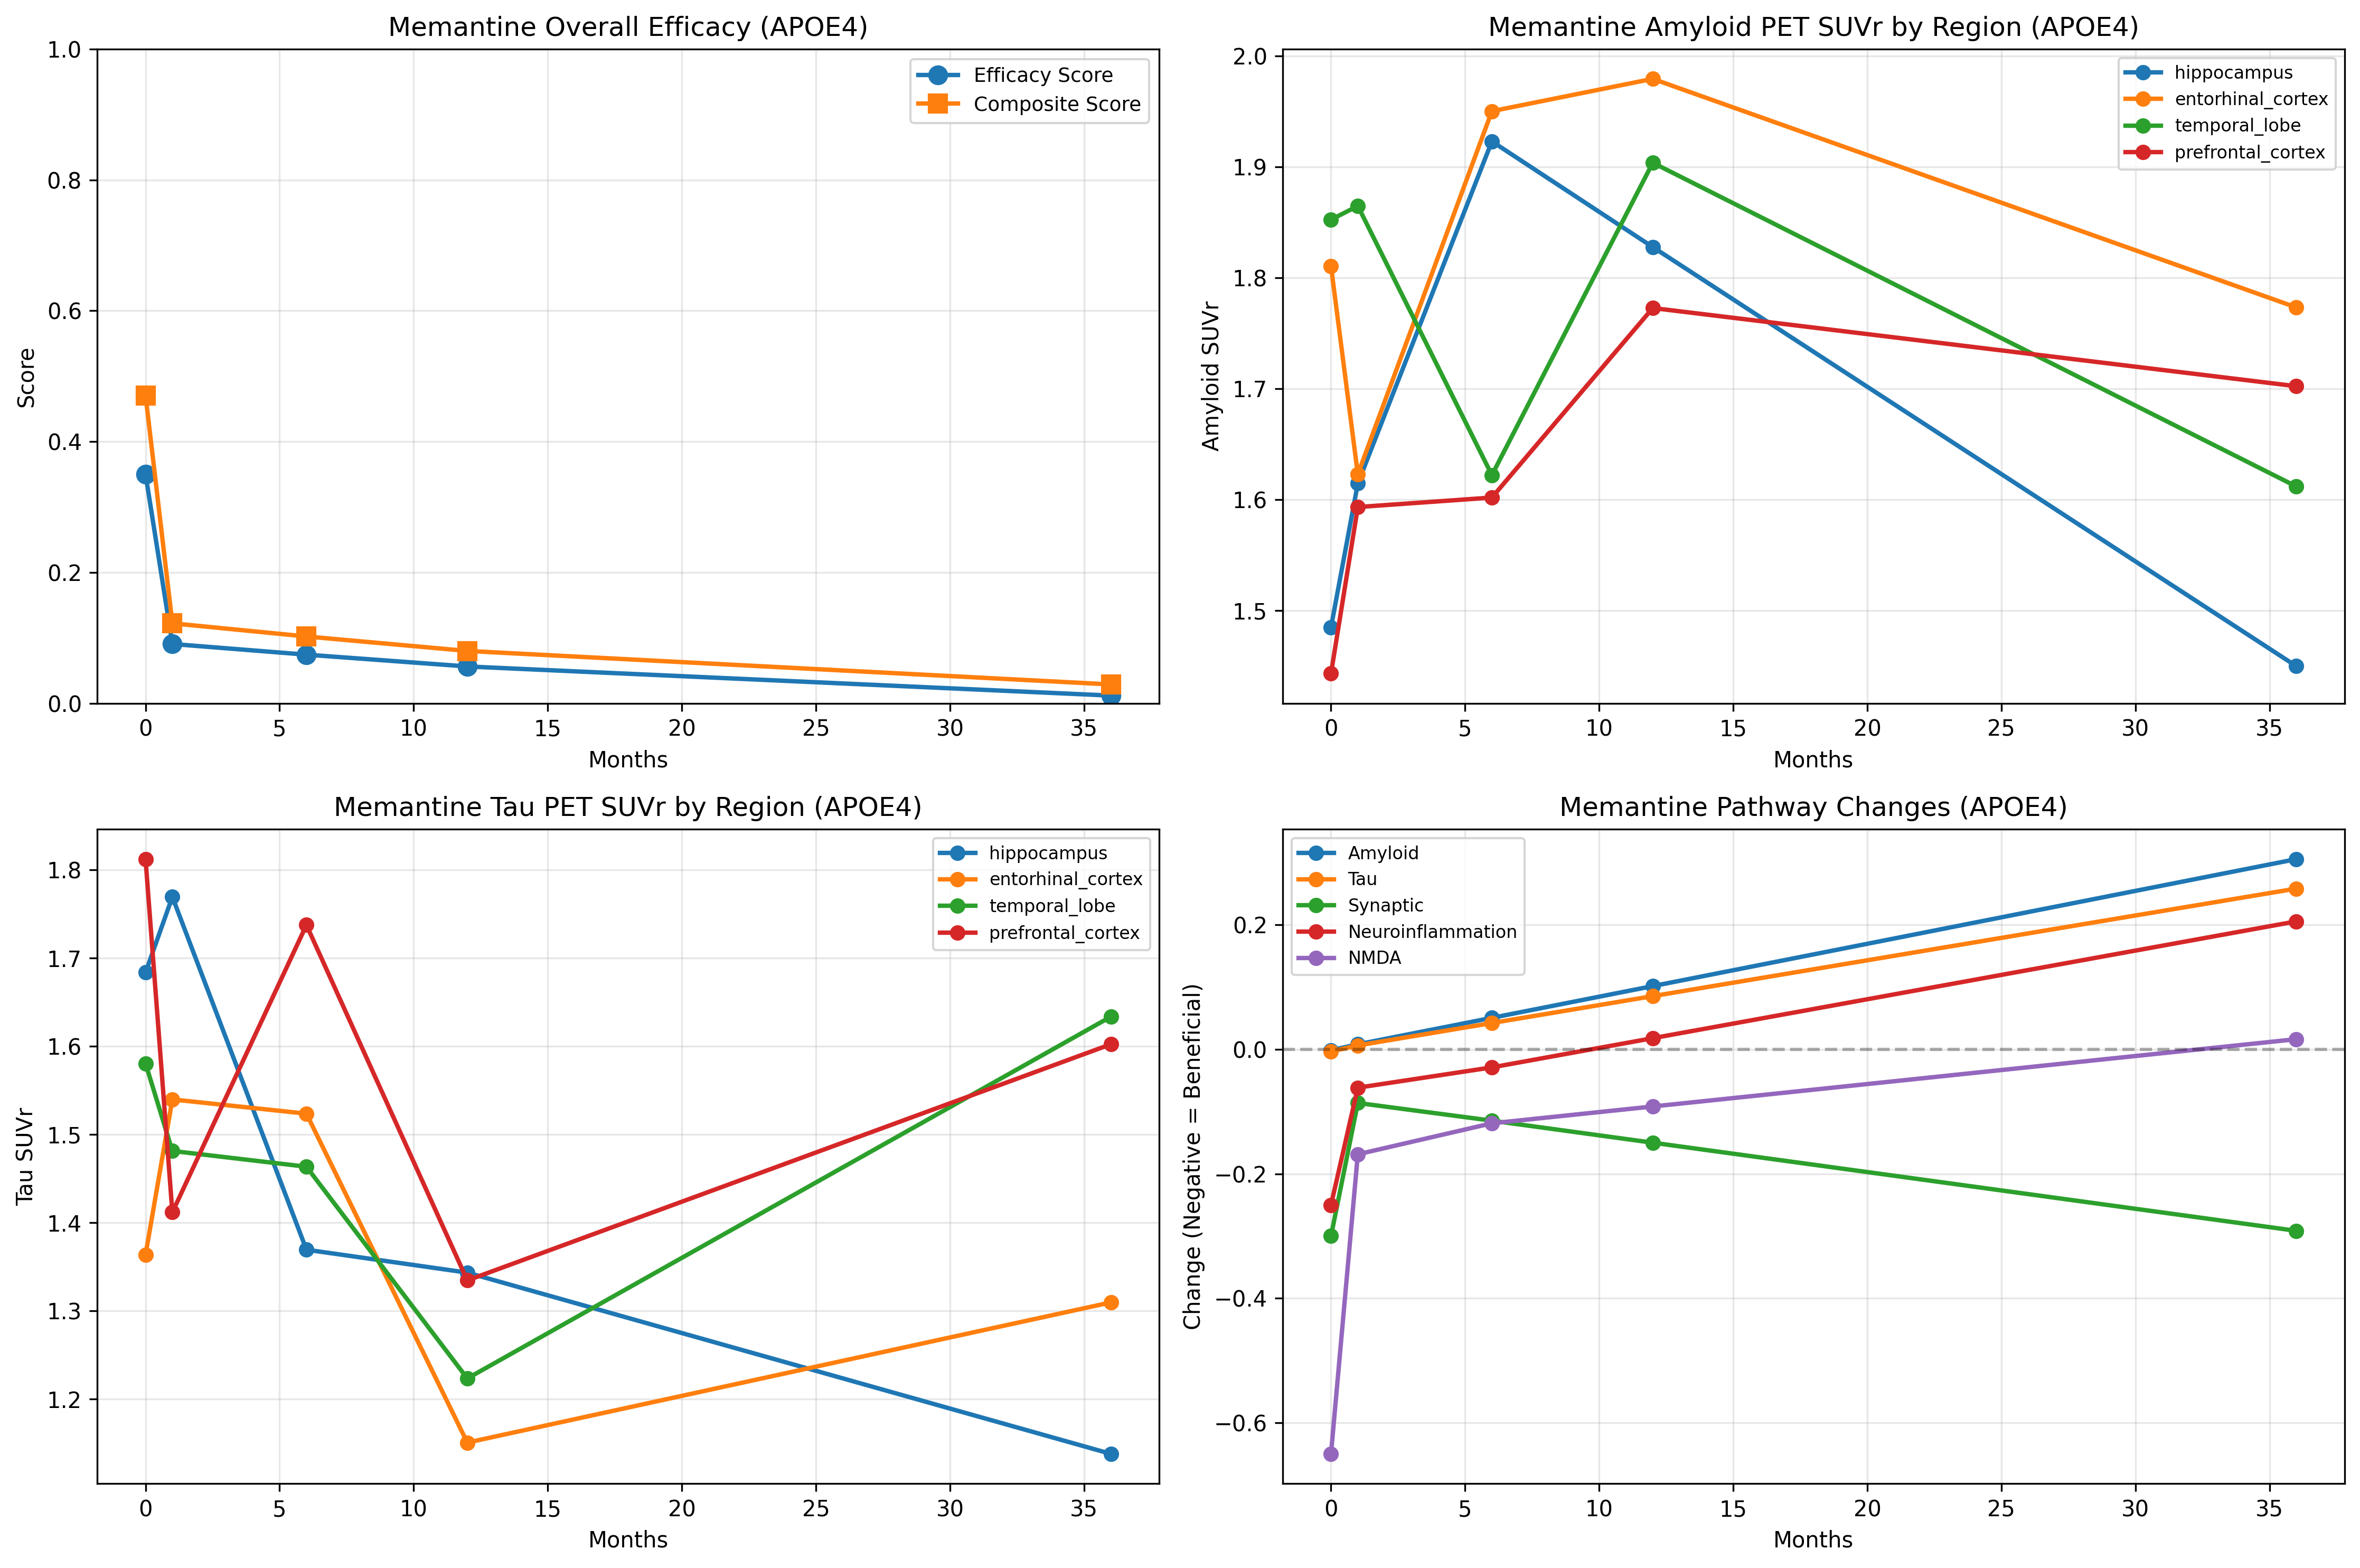 Memantine Overall Efficacy (APOE4)
Score
1.0
0.8
0.6
0.4
0.2
0.0
Efficacy Score
Composite Score
0 5 10 15 20 25 30 35
Months
Memantine Amyloid PET SUVr by Region (APOE4)
Amyloid SUVr
2.0
1.9
1.8
1.7
1.6
1.5
hippocampus
entorhinal_cortex
temporal_lobe
prefrontal_cortex
0 5 10 15 20 25 30 35
Months
Memantine Tau PET SUVr by Region (APOE4)
Tau SUVr
1.8
1.7
1.6
1.5
1.4
1.3
1.2
hippocampus
entorhinal_cortex
temporal_lobe
prefrontal_cortex
0 5 10 15 20 25 30 35
Months
Memantine Pathway Changes (APOE4)
Change (Negative = Beneficial)
0.2
0.0
−0.2
−0.4
−0.6
Amyloid
Tau
Synaptic
Neuroinflammation
NMDA
0 5 10 15 20 25 30 35
Months